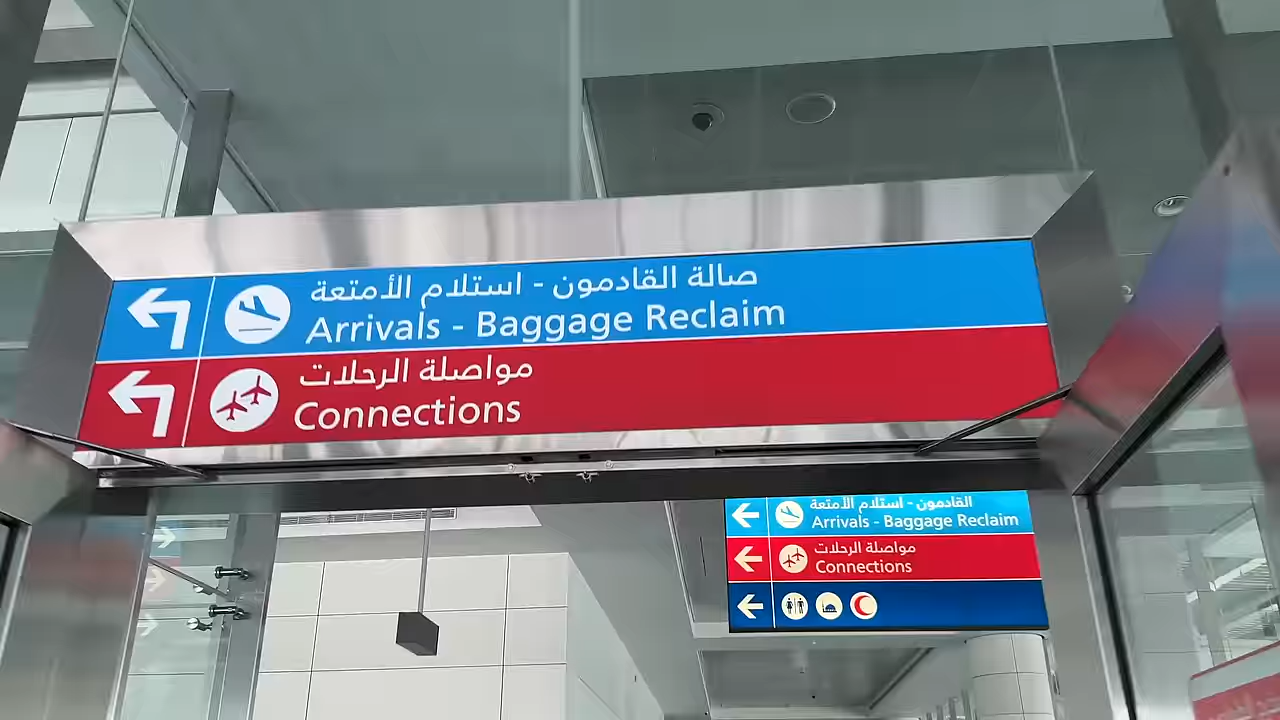 صالة القادمون - استلام الأمتعة
Arrivals - Baggage Reclaim
مواصلة الرحلات
Connections
القادمون - استلام الأمتعة
Arrivals - Baggage Reclaim
مواصلة الرحلات
Connections